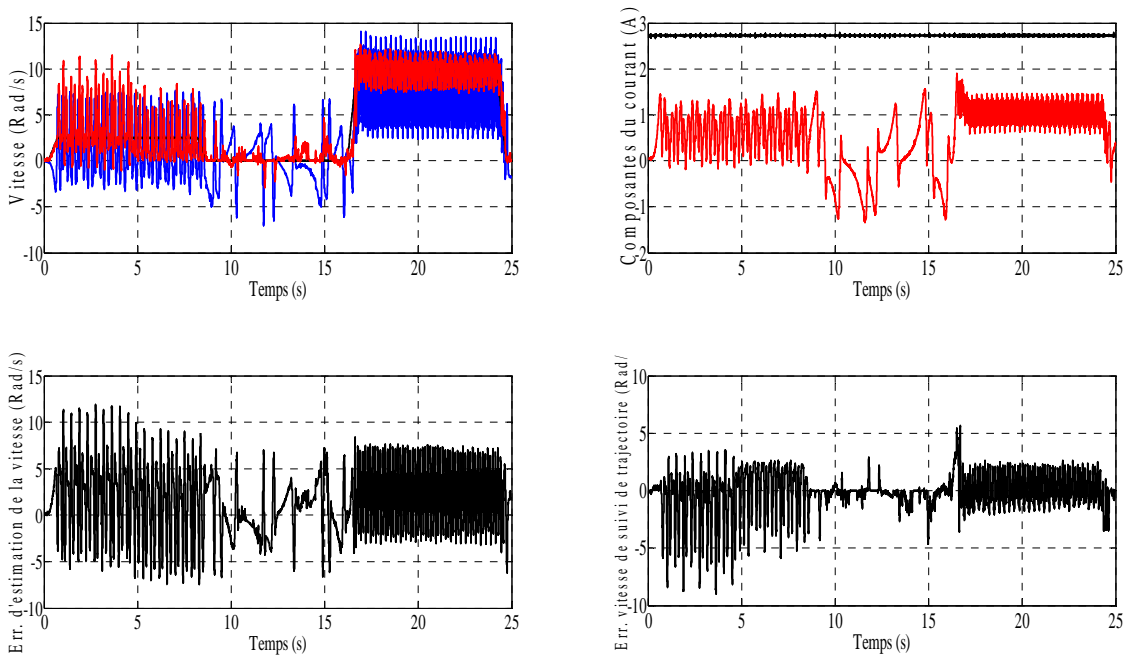 Vitesse (Rad/s)
15
10
5
0
-5
-10
0 5 10 15 20 25
Temps (s)
Composante du courant (A)
3
2
1
0
-1
-2
0 5 10 15 20 25
Temps (s)
Err. d'estimation de la vitesse (Rad/s)
15
10
5
0
-5
-10
0 5 10 15 20 25
Temps (s)
Err. vitesse de suivi de trajectoire (Rad/
10
5
0
-5
-10
0 5 10 15 20 25
Temps (s)